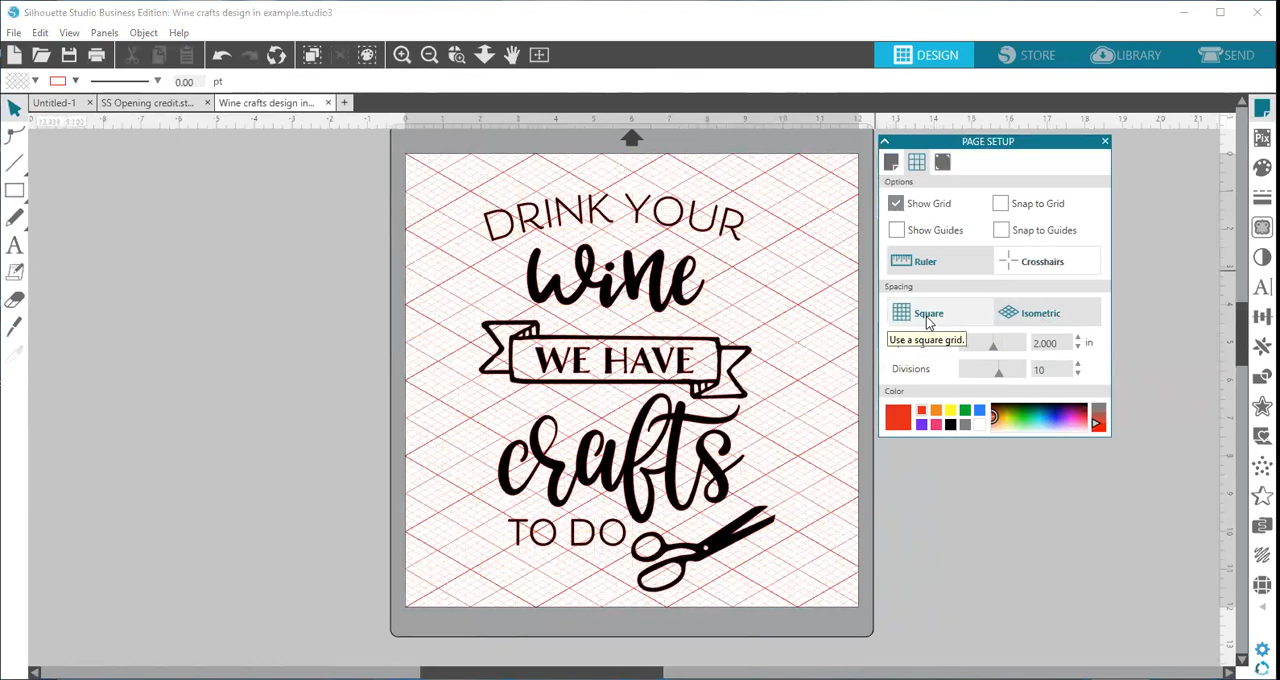 Silhouette Studio Business Edition: Wine crafts design in example.studio3
File Edit View Panels Object Help
DESIGN STORE LIBRARY SEND
0.00 pt
Untitled-1 × SS Opening credit.st... × Wine crafts design in... × +
PAGE SETUP
Options
Show Grid Snap to Grid
Show Guides Snap to Guides
Ruler Crosshairs
Spacing
Square Isometric
Use a square grid.
2.000 in
Divisions 10
Color
DRINK YOUR
wine
WE HAVE
crafts
TO DO
Pix
A